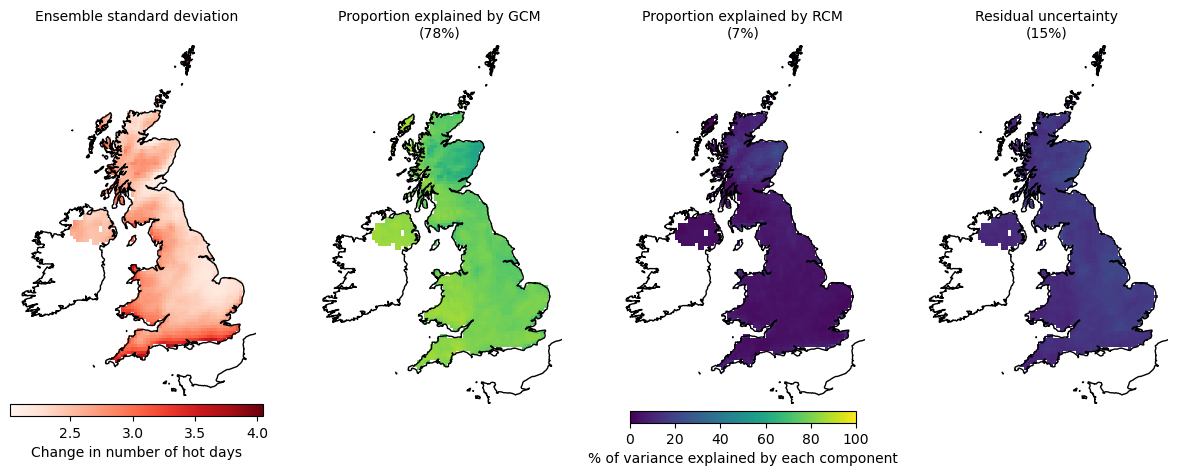 Ensemble standard deviation
Proportion explained by GCM
(78%)
Proportion explained by RCM
(7%)
Residual uncertainty
(15%)
2.5 3.0 3.5 4.0
Change in number of hot days
0 20 40 60 80 100
% of variance explained by each component